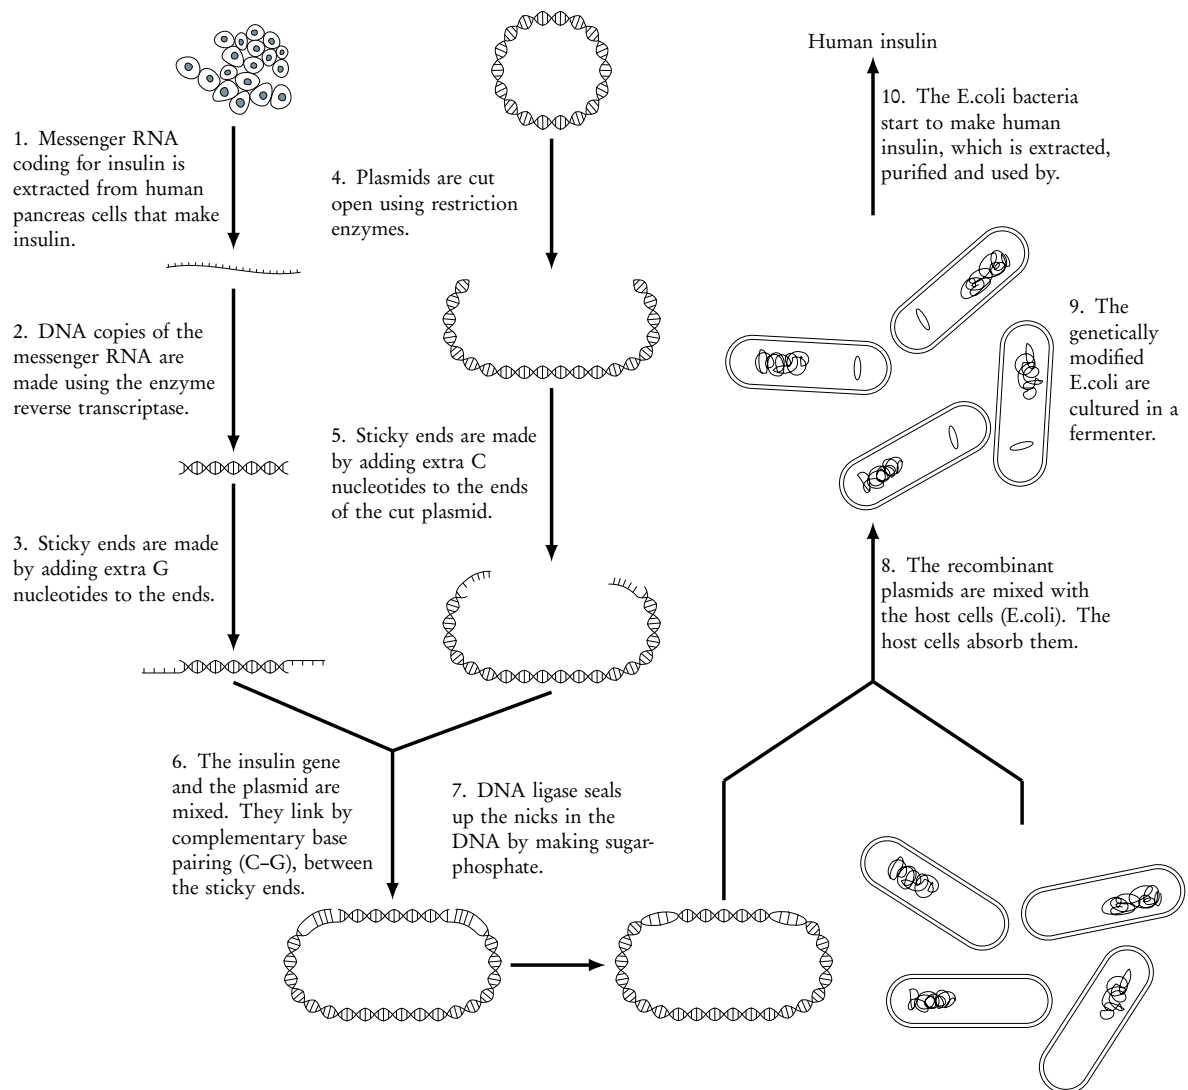 1. Messenger RNA
coding for insulin is
extracted from human
pancreas cells that make
insulin.
2. DNA copies of the
messenger RNA are
made using the enzyme
reverse transcriptase.
3. Sticky ends are made
by adding extra G
nucleotides to the ends.
4. Plasmids are cut
open using restriction
enzymes.
5. Sticky ends are made
by adding extra C
nucleotides to the ends
of the cut plasmid.
6. The insulin gene
and the plasmid are
mixed. They link by
complementary base
pairing (C–G), between
the sticky ends.
7. DNA ligase seals
up the nicks in the
DNA by making sugar-
phosphate.
8. The recombinant
plasmids are mixed with
the host cells (E.coli). The
host cells absorb them.
9. The
genetically
modified
E.coli are
cultured in a
fermenter.
10. The E.coli bacteria
start to make human
insulin, which is extracted,
purified and used by.
Human insulin